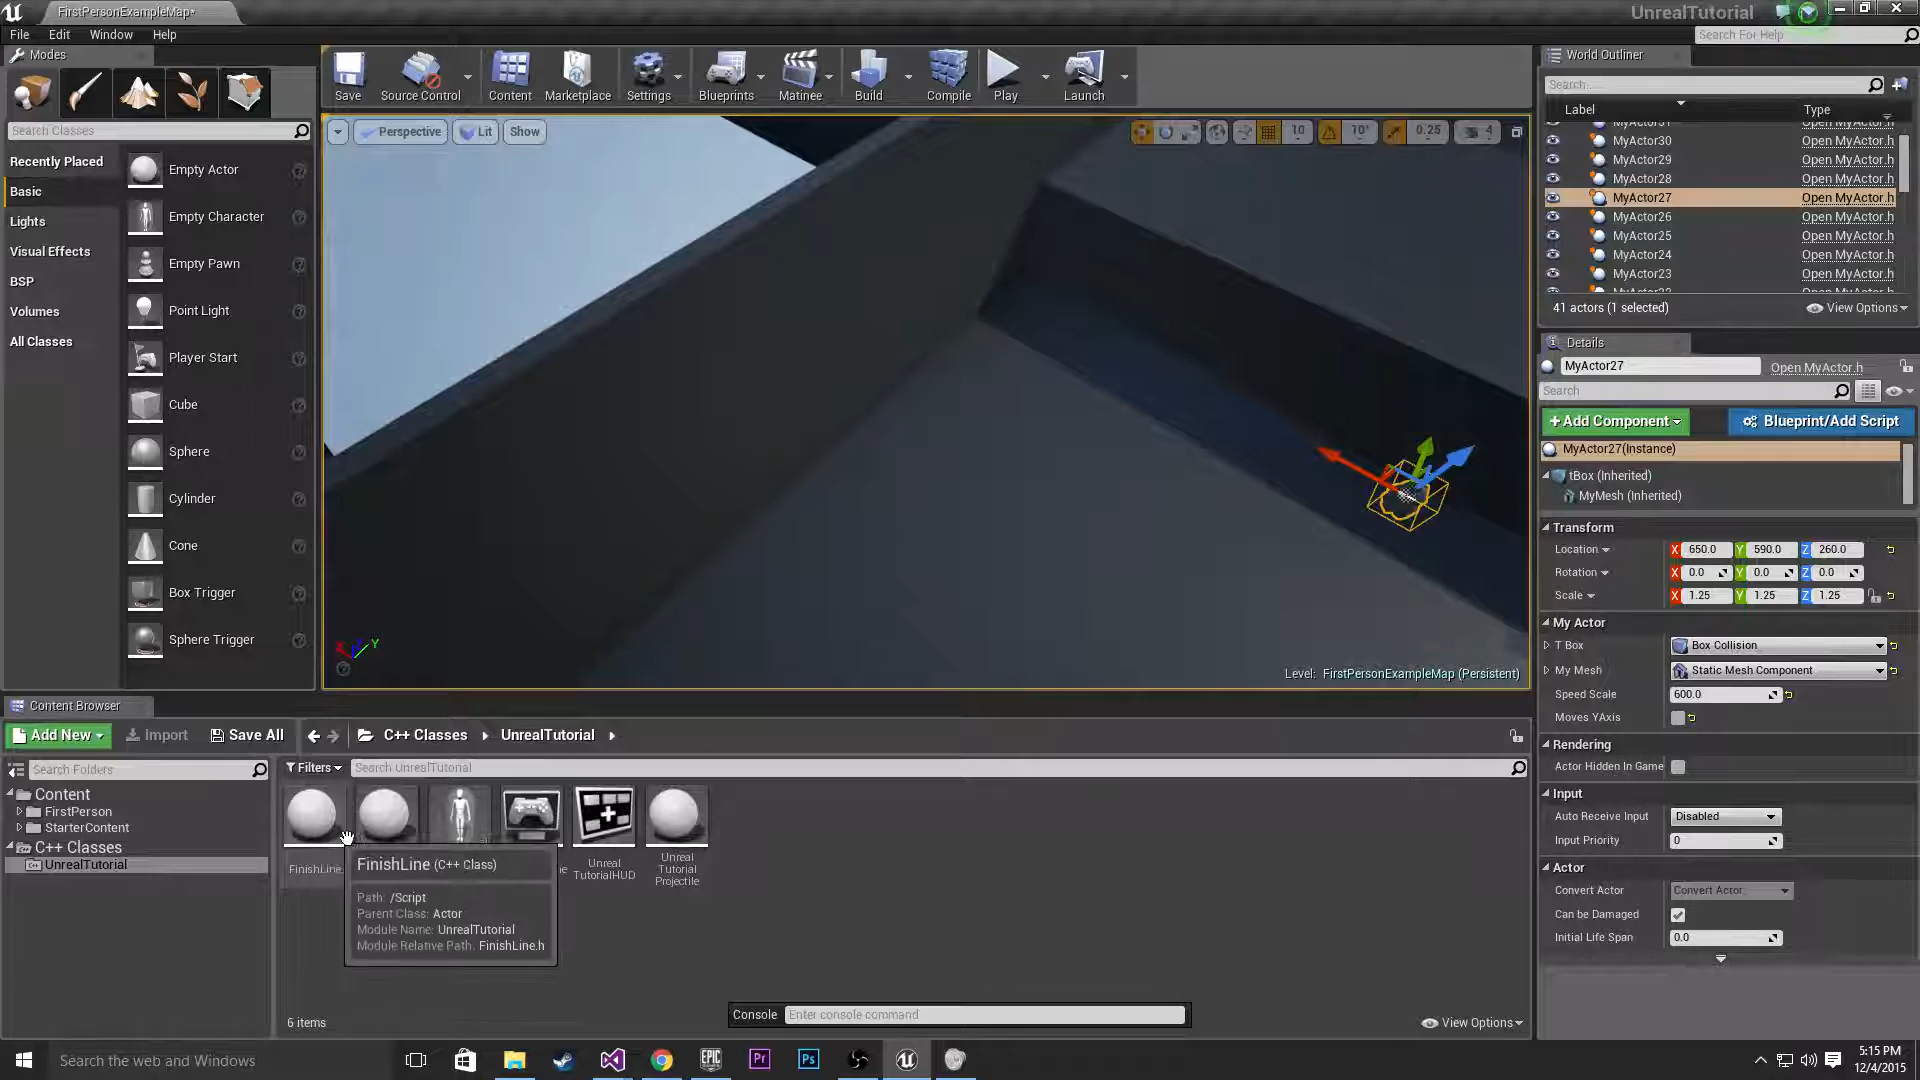 FirstPersonExampleMap*
UnrealTutorial
File Edit Window Help
Search For Help
Modes
Save
Source Control
Content
Marketplace
Settings
Blueprints
Matinee
Build
Compile
Play
Launch
Search Classes
Recently Placed
Basic
Lights
Visual Effects
BSP
Volumes
All Classes
Empty Actor
Empty Character
Empty Pawn
Point Light
Player Start
Cube
Sphere
Cylinder
Cone
Box Trigger
Sphere Trigger
Perspective Lit Show
10 10° 0.25 4
X Z Y
Level: FirstPersonExampleMap (Persistent)
World Outliner
Search...
Label Type
MyActor31 Open MyActor.h
MyActor30 Open MyActor.h
MyActor29 Open MyActor.h
MyActor28 Open MyActor.h
MyActor27 Open MyActor.h
MyActor26 Open MyActor.h
MyActor25 Open MyActor.h
MyActor24 Open MyActor.h
MyActor23 Open MyActor.h
41 actors (1 selected) View Options
Details
MyActor27 Open MyActor.h
Search
+Add Component Blueprint/Add Script
MyActor27(Instance)
tBox (Inherited)
MyMesh (Inherited)
Transform
Location X 650.0 Y 590.0 Z 260.0
Rotation X 0.0 Y 0.0 Z 0.0
Scale X 1.25 Y 1.25 Z 1.25
My Actor
T Box Box Collision
My Mesh Static Mesh Component
Speed Scale 600.0
Moves YAxis
Rendering
Actor Hidden In Game
Input
Auto Receive Input Disabled
Input Priority 0
Actor
Convert Actor Convert Actor
Can be Damaged
Initial Life Span 0.0
Content Browser
Add New Import Save All C++ Classes UnrealTutorial
Search Folders
Filters Search UnrealTutorial
Content
FirstPerson
StarterContent
C++ Classes
UnrealTutorial
FinishLine
Unreal
TutorialHUD
Unreal
Tutorial
Projectile
FinishLine (C++ Class)
Path: /Script
Parent Class: Actor
Module Name: UnrealTutorial
Module Relative Path: FinishLine.h
6 items
Console Enter console command
View Options
Search the web and Windows
EPIC
Pr
Ps
5:15 PM
12/4/2015